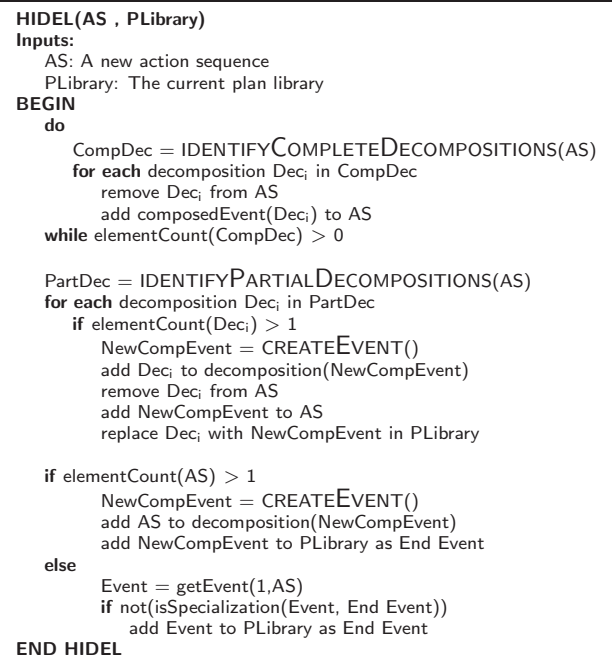 HIDEL(AS , PLibrary)
Inputs:
AS: A new action sequence
PLibrary: The current plan library
BEGIN
do
CompDec = IDENTIFYCOMPLETEDECOMPOSITIONS(AS)
for each decomposition Decᵢ in CompDec
remove Decᵢ from AS
add composedEvent(Decᵢ) to AS
while elementCount(CompDec) > 0
PartDec = IDENTIFYPARTIALDECOMPOSITIONS(AS)
for each decomposition Decᵢ in PartDec
if elementCount(Decᵢ) > 1
NewCompEvent = CREATEEVENT()
add Decᵢ to decomposition(NewCompEvent)
remove Decᵢ from AS
add NewCompEvent to AS
replace Decᵢ with NewCompEvent in PLibrary
if elementCount(AS) > 1
NewCompEvent = CREATEEVENT()
add AS to decomposition(NewCompEvent)
add NewCompEvent to PLibrary as End Event
else
Event = getEvent(1,AS)
if not(isSpecialization(Event, End Event))
add Event to PLibrary as End Event
END HIDEL